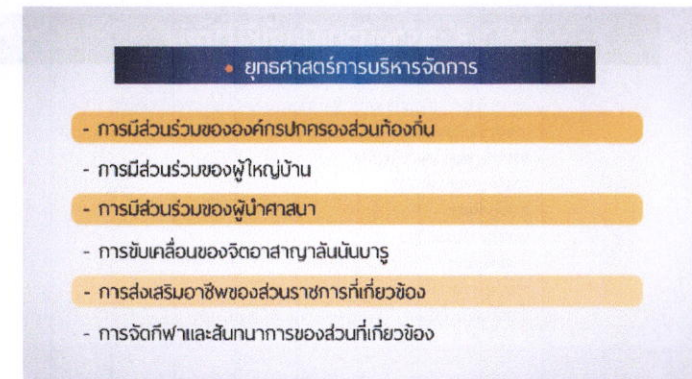 • ยุทธศาสตร์การบริหารจัดการ
- การมีส่วนร่วมขององค์กรปกครองส่วนท้องถิ่น
- การมีส่วนร่วมของผู้ใหญ่บ้าน
- การมีส่วนร่วมของผู้นำศาสนา
- การขับเคลื่อนของจิตอาสาญาลันนันบารู
- การส่งเสริมอาชีพของส่วนราชการที่เกี่ยวข้อง
- การจัดกีฬาและสันทนาการของส่วนที่เกี่ยวข้อง